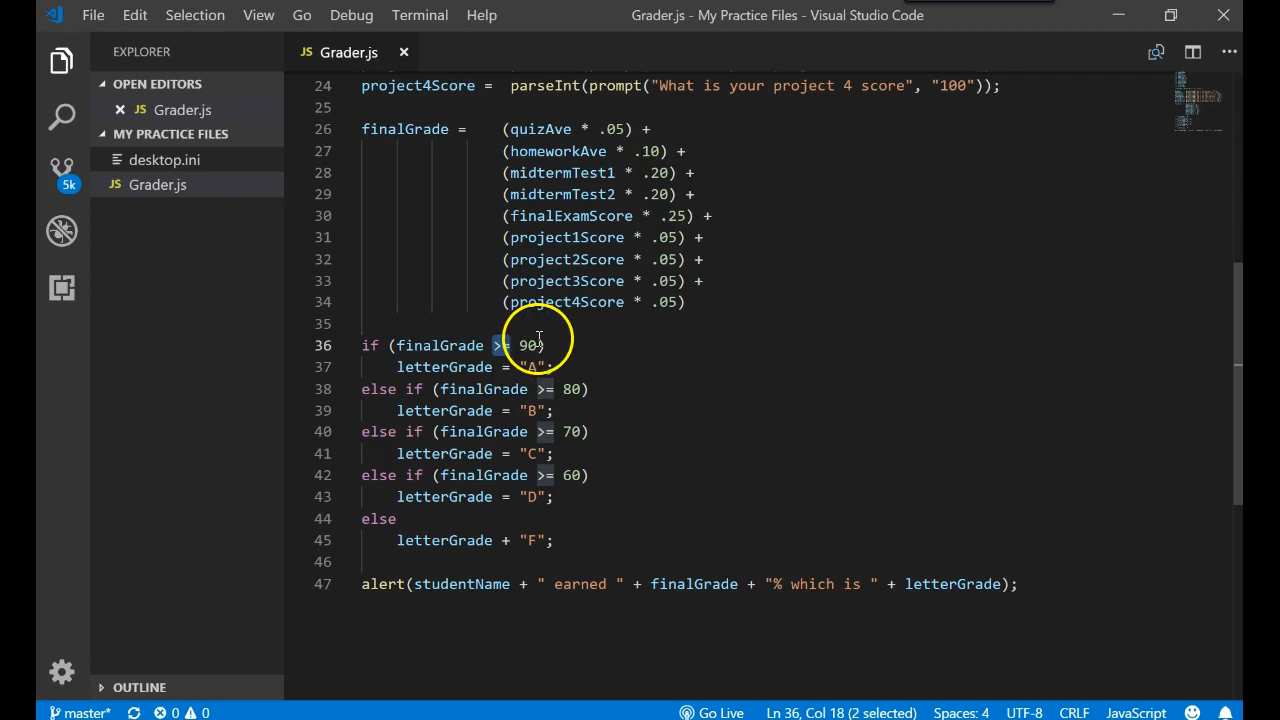 File Edit Selection View Go Debug Terminal Help Grader.js - My Practice Files - Visual Studio Code
EXPLORER
JS Grader.js
OPEN EDITORS
JS Grader.js
MY PRACTICE FILES
desktop.ini
JS Grader.js
5k
OUTLINE
24 project4Score = parseInt(prompt("What is your project 4 score", "100"));
25
26 finalGrade = (quizAve * .05) +
27 (homeworkAve * .10) +
28 (midtermTest1 * .20) +
29 (midtermTest2 * .20) +
30 (finalExamScore * .25) +
31 (project1Score * .05) +
32 (project2Score * .05) +
33 (project3Score * .05) +
34 (project4Score * .05)
35
36 if (finalGrade >= 90)
37 letterGrade = "A";
38 else if (finalGrade >= 80)
39 letterGrade = "B";
40 else if (finalGrade >= 70)
41 letterGrade = "C";
42 else if (finalGrade >= 60)
43 letterGrade = "D";
44 else
45 letterGrade + "F";
46
47 alert(studentName + " earned " + finalGrade + "% which is " + letterGrade);
master* 0 0 Go Live Ln 36, Col 18 (2 selected) Spaces: 4 UTF-8 CRLF JavaScript